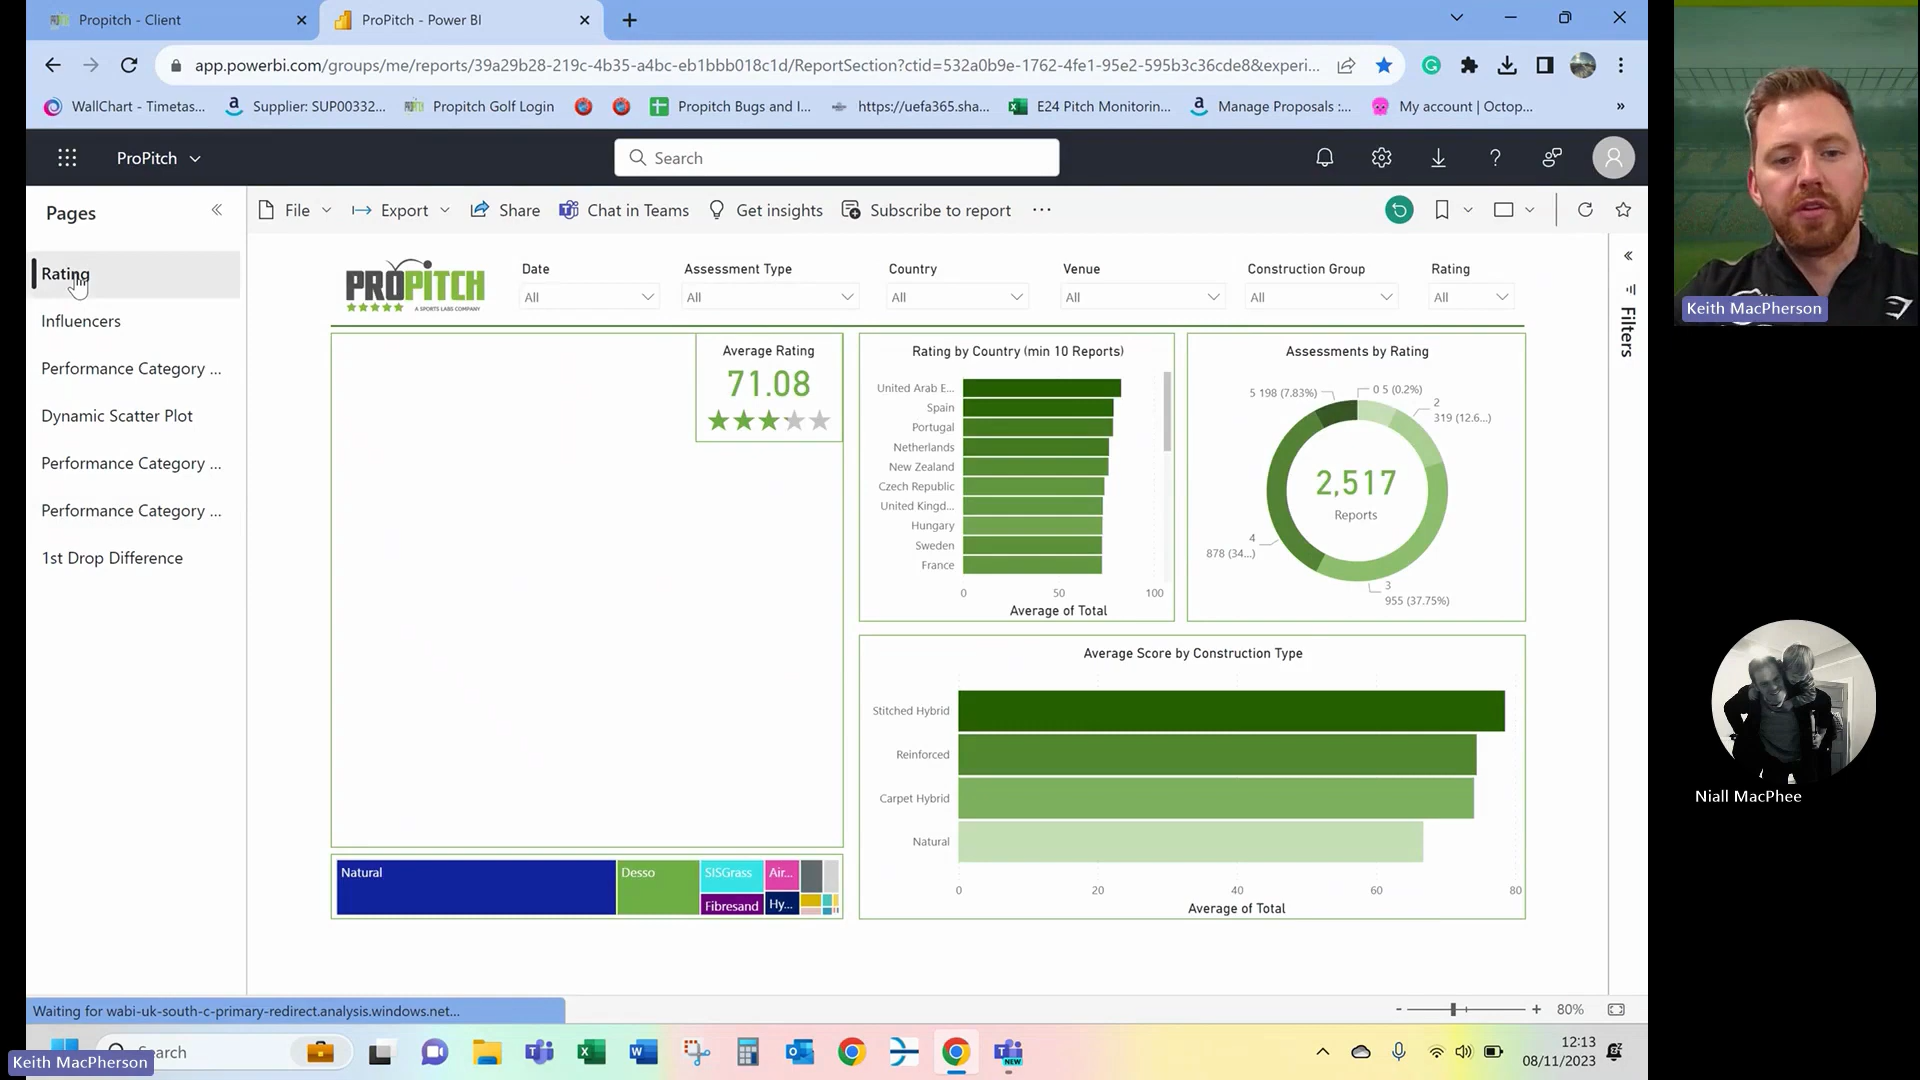 Propitch - Client
ProPitch - Power BI
app.powerbi.com/groups/me/reports/39a29b28-219c-4b35-a4bc-eb1bbb018c1d/ReportSection?ctid=532a0b9e-1762-4fe1-95e2-595b3c36cde8&experi...
WallChart - Timetas...
Supplier: SUP00332...
Propitch Golf Login
Propitch Bugs and I...
https://uefa365.sha...
E24 Pitch Monitorin...
Manage Proposals :...
My account | Octop...
ProPitch
Search
Pages
File
Export
Share
Chat in Teams
Get insights
Subscribe to report
Rating
Influencers
Performance Category ...
Dynamic Scatter Plot
Performance Category ...
Performance Category ...
1st Drop Difference
PROPITCH
A SPORTS LABS COMPANY
Date
All
Assessment Type
All
Country
All
Venue
All
Construction Group
All
Rating
All
Filters
Average Rating
71.08
Rating by Country (min 10 Reports)
United Arab E...
Spain
Portugal
Netherlands
New Zealand
Czech Republic
United Kingd...
Hungary
Sweden
France
0 50 100
Average of Total
Assessments by Rating
5 198 (7.83%)
0 5 (0.2%)
2
319 (12.6...)
2,517
Reports
4
878 (34...)
3
955 (37.75%)
Average Score by Construction Type
Stitched Hybrid
Reinforced
Carpet Hybrid
Natural
0 20 40 60 80
Average of Total
Natural
Desso
SISGrass
Air...
Fibresand
Hy...
Waiting for wabi-uk-south-c-primary-redirect.analysis.windows.net...
80%
Search
NEW
12:13
08/11/2023
Keith MacPherson
Keith MacPherson
Niall MacPhee